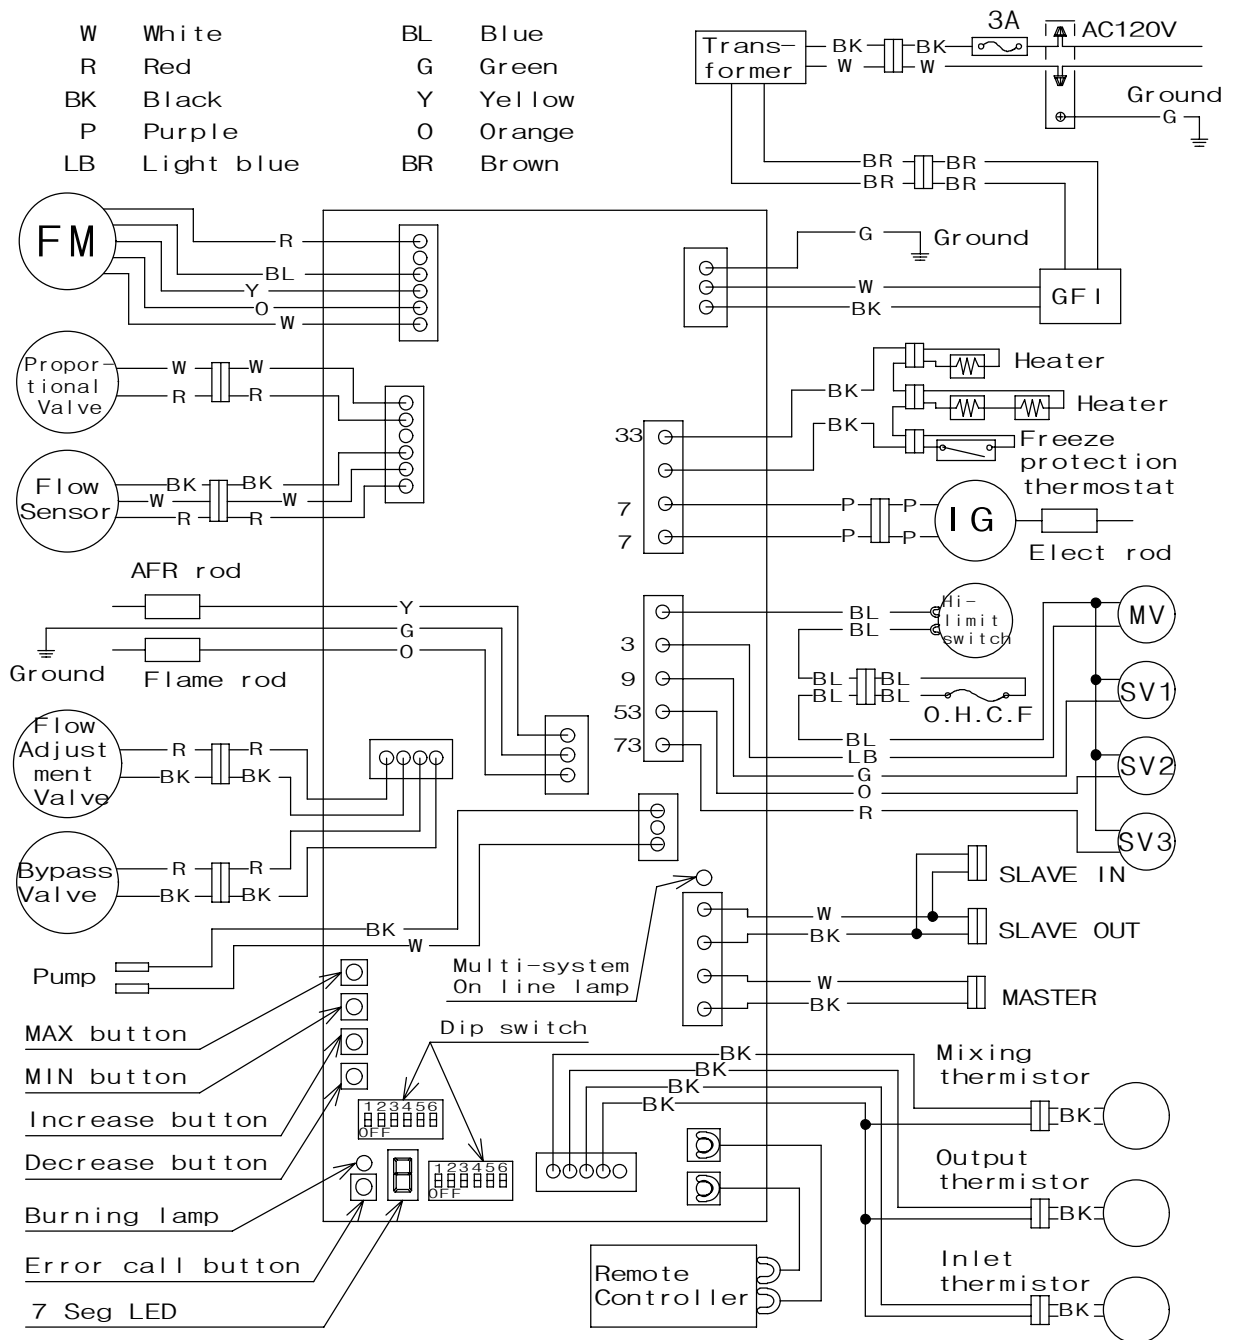 W White BL Blue
R Red G Green
BK Black Y Yellow
P Purple O Orange
LB Light blue BR Brown
3A
AC120V
Trans-
former
BK BK
W W
Ground
G
BR BR
BR BR
FM
R
BL
Y
O
W
G Ground
W
BK
GFI
Propor-
tional
Valve
W W
R R
Heater
BK
Heater
BK
33
Freeze
protection
thermostat
Flow
Sensor
BK BK
W W
R R
7
7
P P
P P
IG
Elect rod
AFR rod
Y
G
O
Ground
Flame rod
BL
BL
Hi-
limit
switch
MV
3
9
53
73
BL BL
BL BL
O.H.C.F
SV1
BL
LB
G
O
R
SV2
SV3
Flow
Adjust
ment
Valve
R R
BK BK
Bypass
Valve
R R
BK BK
SLAVE IN
W
BK
SLAVE OUT
BK
W
Pump
Multi-system
On line lamp
W
BK
MASTER
MAX button
Dip switch
MIN button
Increase button
Decrease button
Burning lamp
Error call button
7 Seg LED
123456
OFF
123456
OFF
BK
BK
BK
BK
Mixing
thermistor
BK
Output
thermistor
BK
Inlet
thermistor
BK
Remote
Controller